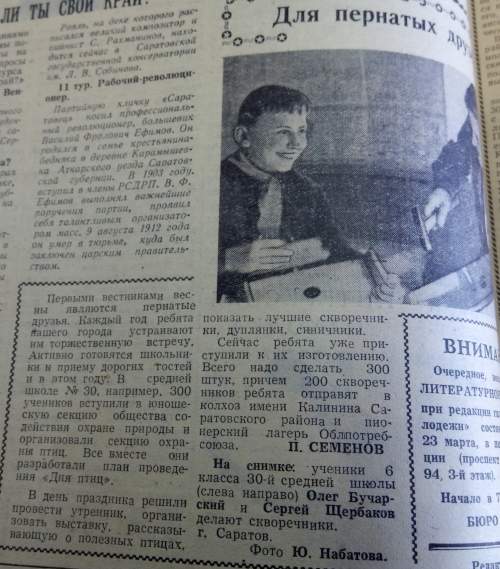 ЛИ ТЫ СВОЙ КРАЙ?
Рояль, на деке которого рас-
писался великий композитор и
пианист С. Рахманинов, нахо-
дится сейчас в Саратовской
государственной консерватории
им. Л. В. Собинова.
11 тур. Рабочий-революци-
онер.
Партийную кличку «Сара-
товец» носил профессиональ-
ный революционер, большевик
Василий Фролович Ефимов. Он
родился в семье крестьянина-
бедняка в деревне
Аткарского уезда Саратов-
ской губернии. В 1903 году,
вступил в члены РСДРП. В. Ф.
Ефимов выполнял важнейшие
поручения партии, проявил
себя талантливым организато-
ром масс. 9 августа 1912 года
он умер в тюрьме, куда был
заключен царским правитель-
ством.
Для пернатых друз
Первыми вестниками вес-
ны являются пернатые
друзья. Каждый год ребята
нашего города устраивают
им торжественную встречу.
Активно готовятся школьни-
ки к приему дорогих гостей
и в этом году. В средней
школе № 30, например, 300
учеников вступили в юноше-
скую секцию общества со-
действия охране природы и
организовали секцию охра-
ны птиц. Все вместе они
разработали план проведе-
ния «Дня птиц».
В день праздника решили
провести утренник, органи-
зовать выставку, рассказы-
вающую о полезных птицах,
показать лучшие скворечни-
ки, дуплянки, синичники.
Сейчас ребята уже при-
ступили к их изготовлению.
Всего надо сделать 300
штук, причем 200 сквореч-
ников ребята отправят в
колхоз имени Калинина Са-
ратовского района и пио-
нерский лагерь Облпотреб-
союза.
П. СЕМЕНОВ
На снимке: ученики 6
класса 30-й средней школы
(слева направо) Олег Бучар-
ский и Сергей Щербаков
делают скворечники.
г. Саратов.
Фото Ю. Набатова.
ВНИМА
Очередное,
ЛИТЕРАТУРНО
при редакции г
лодежи» состо
23 марта, в
ции (проспект
94, 3-й этаж).
Начало в 7
БЮРО
Редак